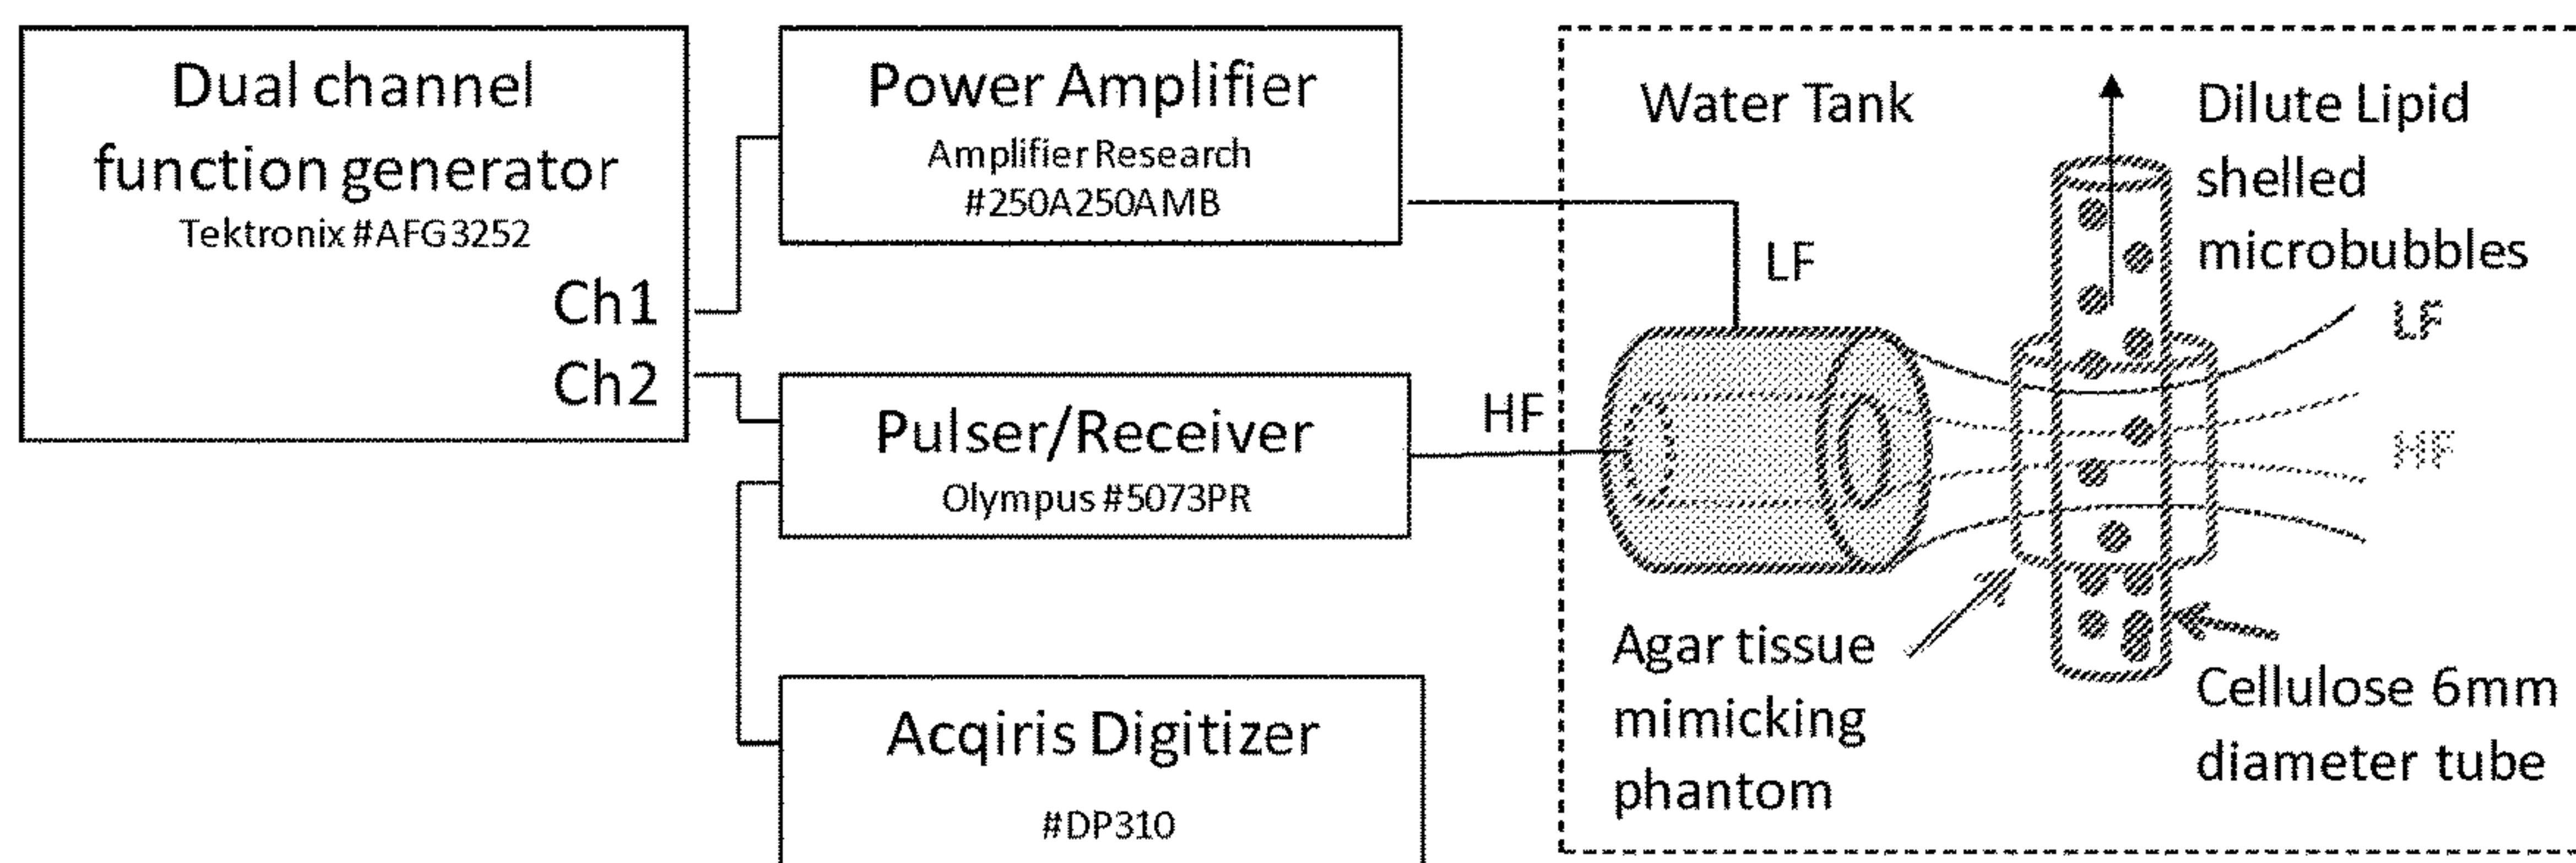 Dual channel
function generator
Tektronix #AFG3252
Ch1
Ch2
Power Amplifier
Amplifier Research
#250A250AMB
Pulser/Receiver
Olympus #5073PR
Acqiris Digitizer
#DP310
HF
Water Tank
LF
Dilute Lipid
shelled
microbubbles
LF
HF
Agar tissue
mimicking
phantom
Cellulose 6mm
diameter tube